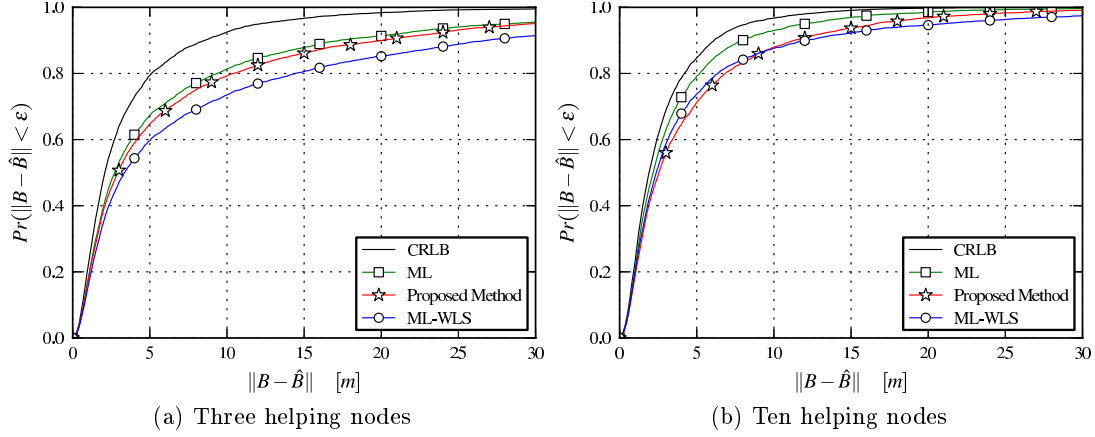 1.0
0.8
0.6
0.4
0.2
0.0
Pr(||B − B̂|| < ε)
CRLB
ML
Proposed Method
ML-WLS
0 5 10 15 20 25 30
||B − B̂|| [m]
(a) Three helping nodes
1.0
0.8
0.6
0.4
0.2
0.0
Pr(||B − B̂|| < ε)
CRLB
ML
Proposed Method
ML-WLS
0 5 10 15 20 25 30
||B − B̂|| [m]
(b) Ten helping nodes